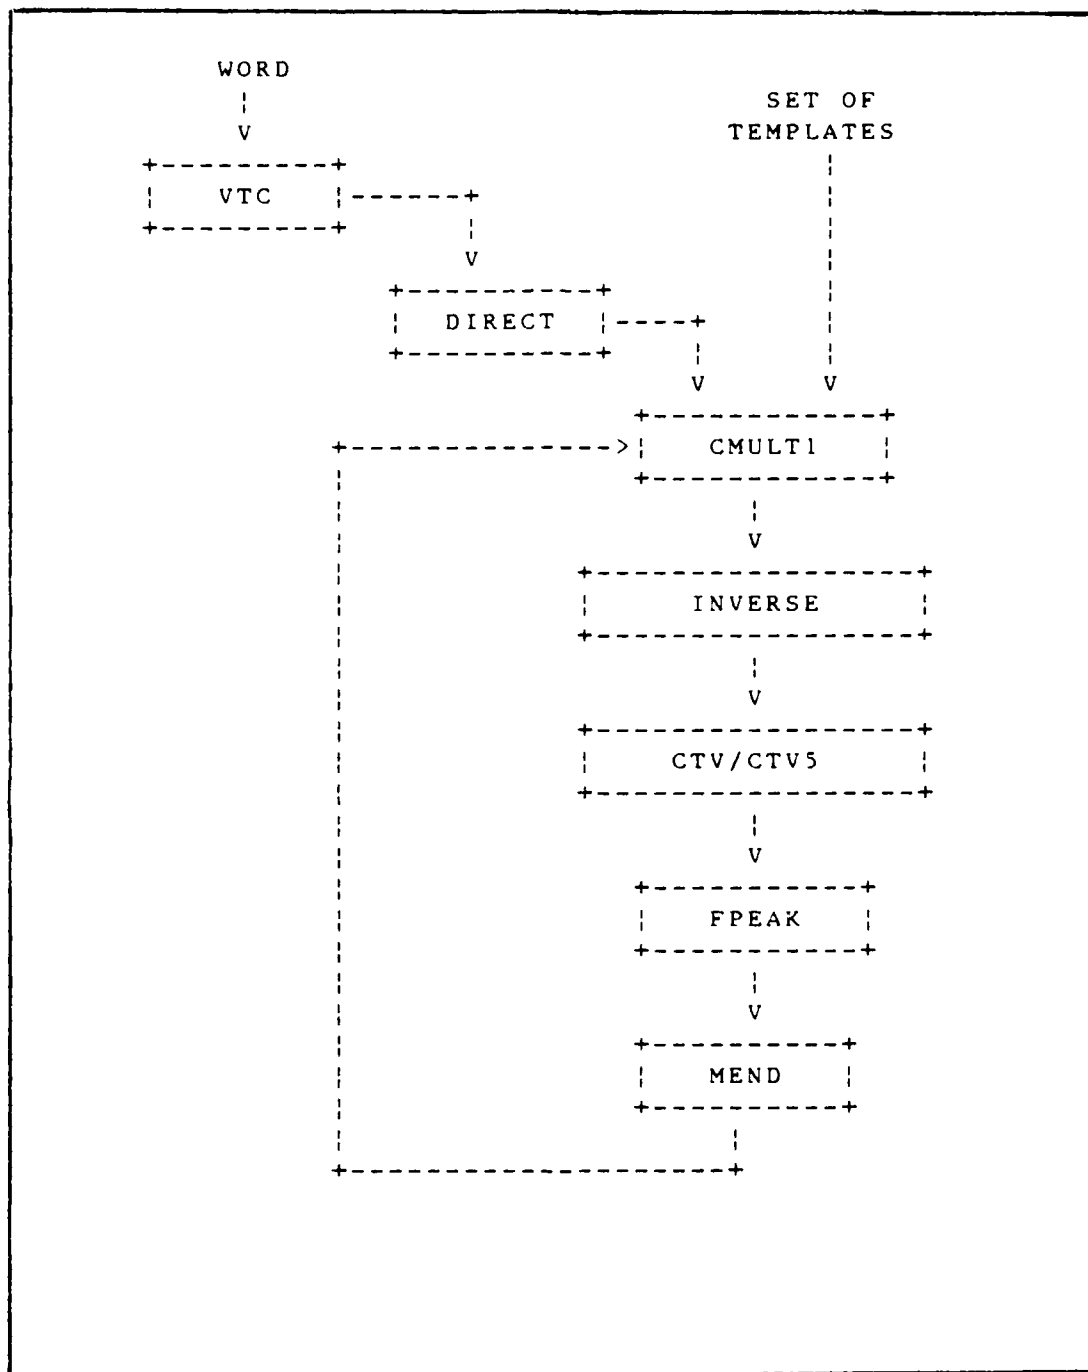 WORD
SET OF
TEMPLATES
VTC
DIRECT
CMULT1
INVERSE
CTV/CTV5
FPEAK
MEND